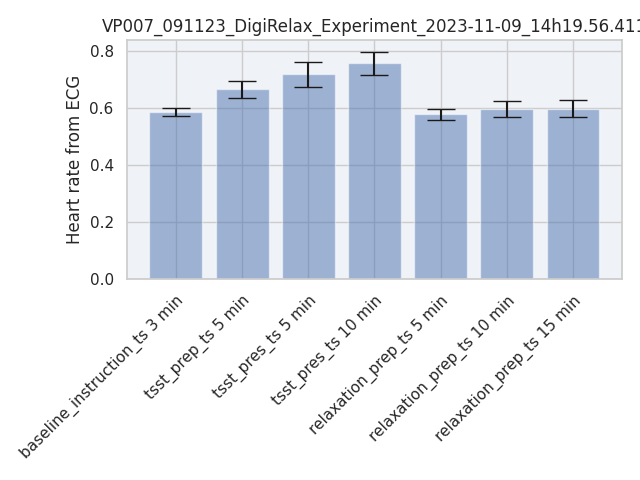 VP007_091123_DigiRelax_Experiment_2023-11-09_14h19.56.411
Heart rate from ECG
0.8
0.6
0.4
0.2
0.0
baseline_instruction_ts 3 min
tsst_prep_ts 5 min
tsst_pres_ts 5 min
tsst_pres_ts 10 min
relaxation_prep_ts 5 min
relaxation_prep_ts 10 min
relaxation_prep_ts 15 min